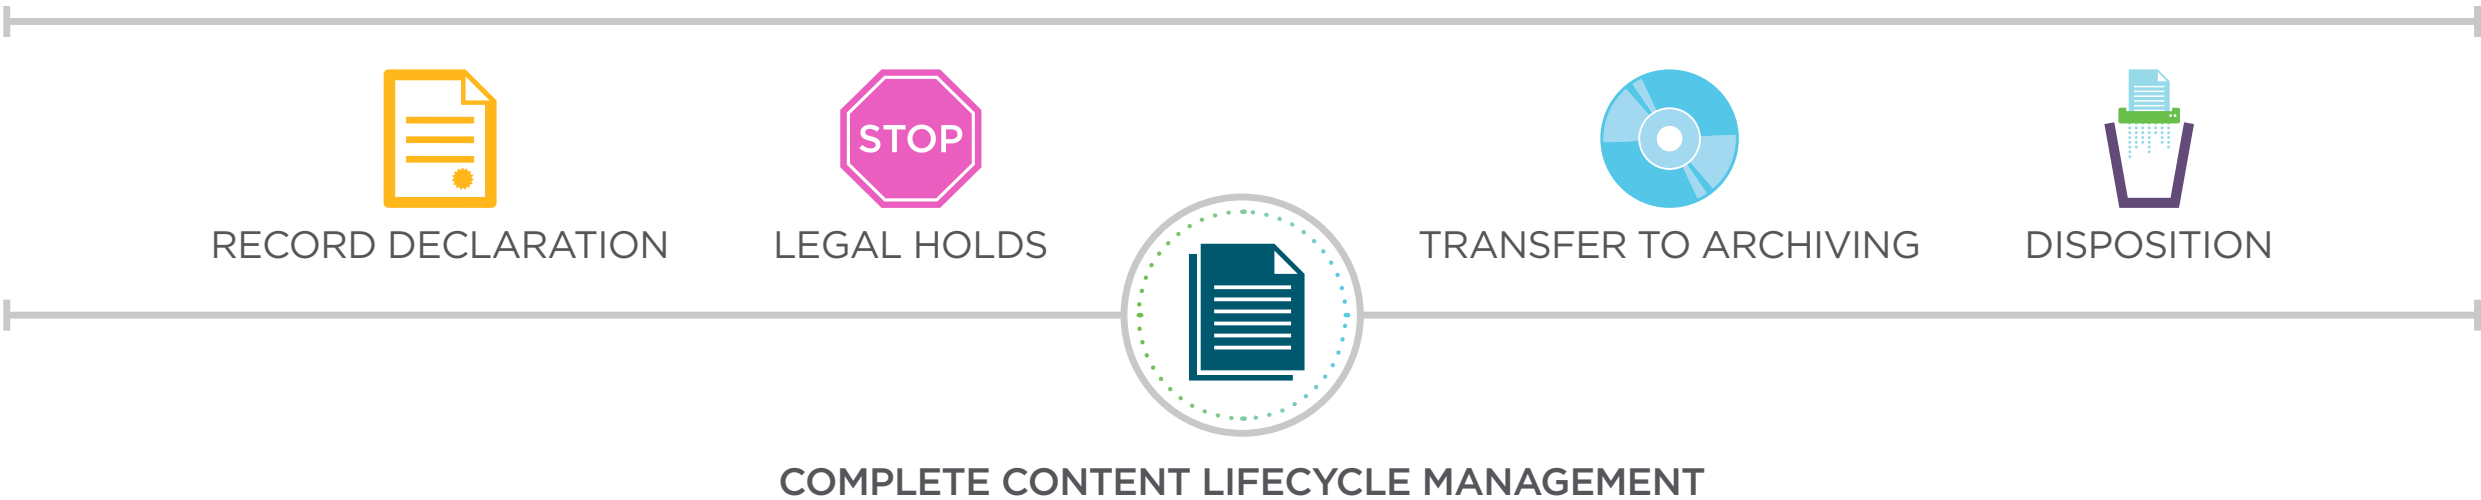 STOP
RECORD DECLARATION
LEGAL HOLDS
TRANSFER TO ARCHIVING
DISPOSITION
COMPLETE CONTENT LIFECYCLE MANAGEMENT